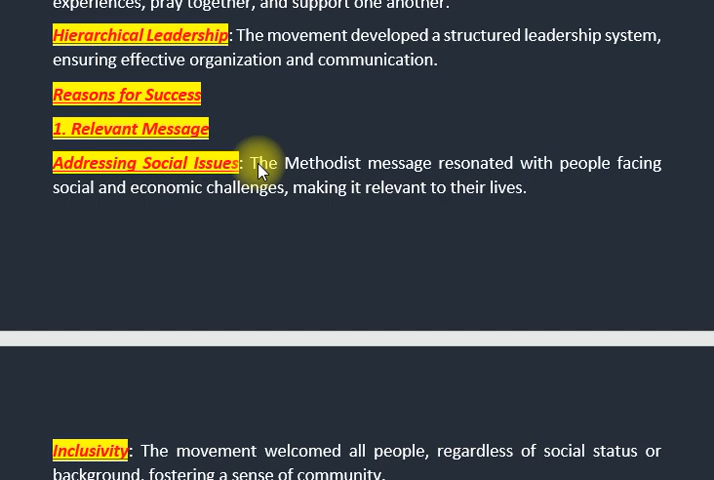 experiences, pray together, and support one another.
Hierarchical Leadership: The movement developed a structured leadership system,
ensuring effective organization and communication.
Reasons for Success
1. Relevant Message
Addressing Social Issues: The Methodist message resonated with people facing
social and economic challenges, making it relevant to their lives.
Inclusivity: The movement welcomed all people, regardless of social status or
background, fostering a sense of community.